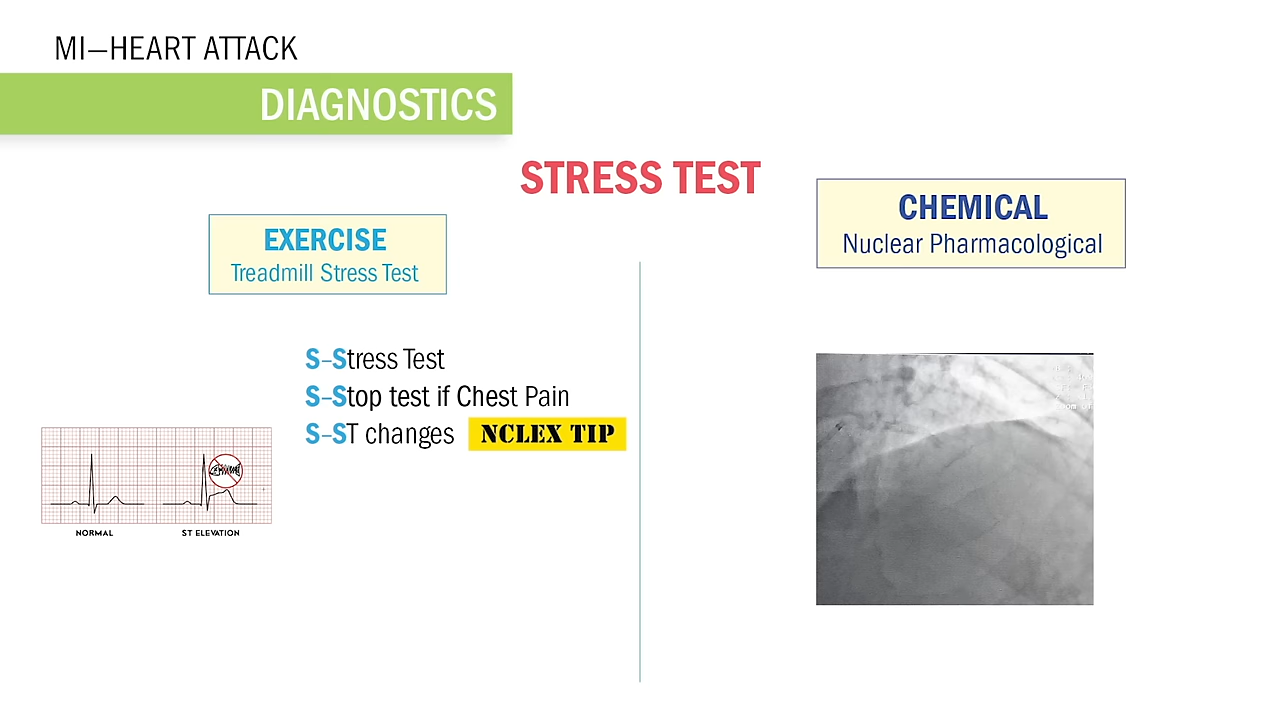 MI—HEART ATTACK
DIAGNOSTICS
STRESS TEST
EXERCISE
Treadmill Stress Test
S–Stress Test
S–Stop test if Chest Pain
S–ST changes NCLEX TIP
NORMAL
ST ELEVATION
CHEMICAL
Nuclear Pharmacological